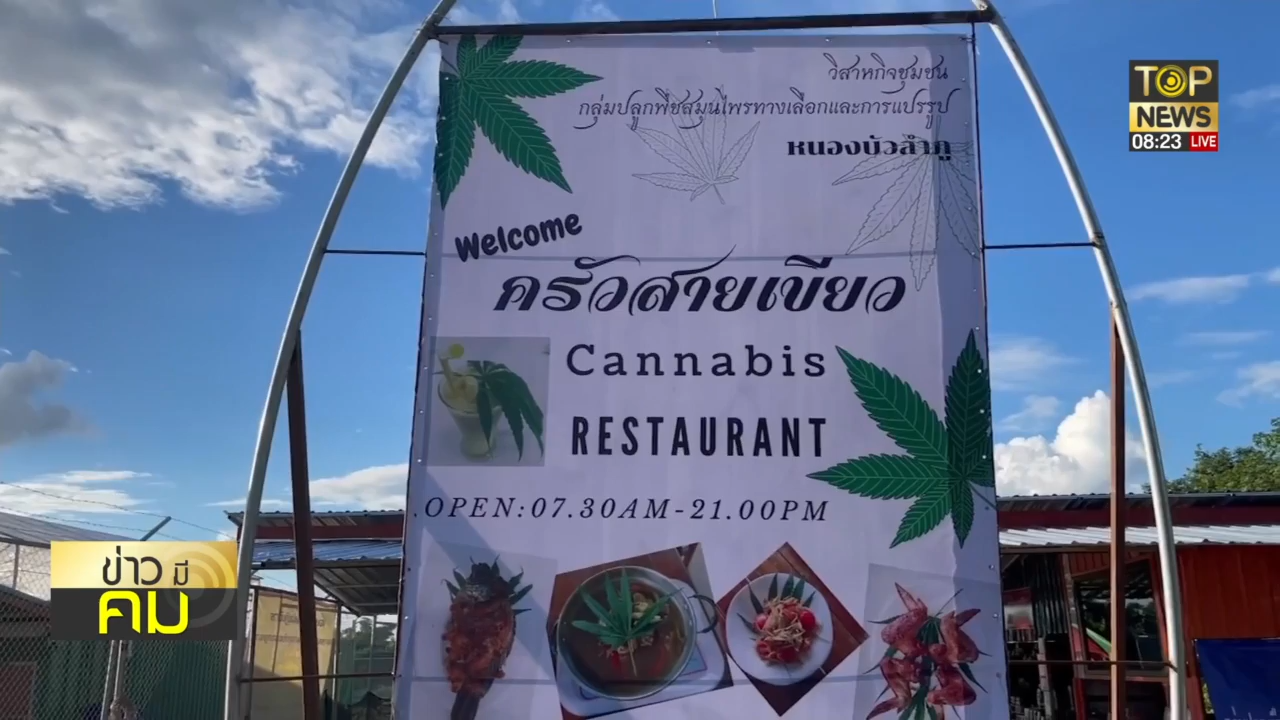 วิสาหกิจชุมชน
กลุ่มปลูกพืชสมุนไพรทางเลือกและการแปรรูป
หนองบัวลำภู
Welcome
ครัวสายเขียว
Cannabis
RESTAURANT
.OPEN:07.30AM-21.00PM
TOP
NEWS
08:23 LIVE
ข่าวมี
คม